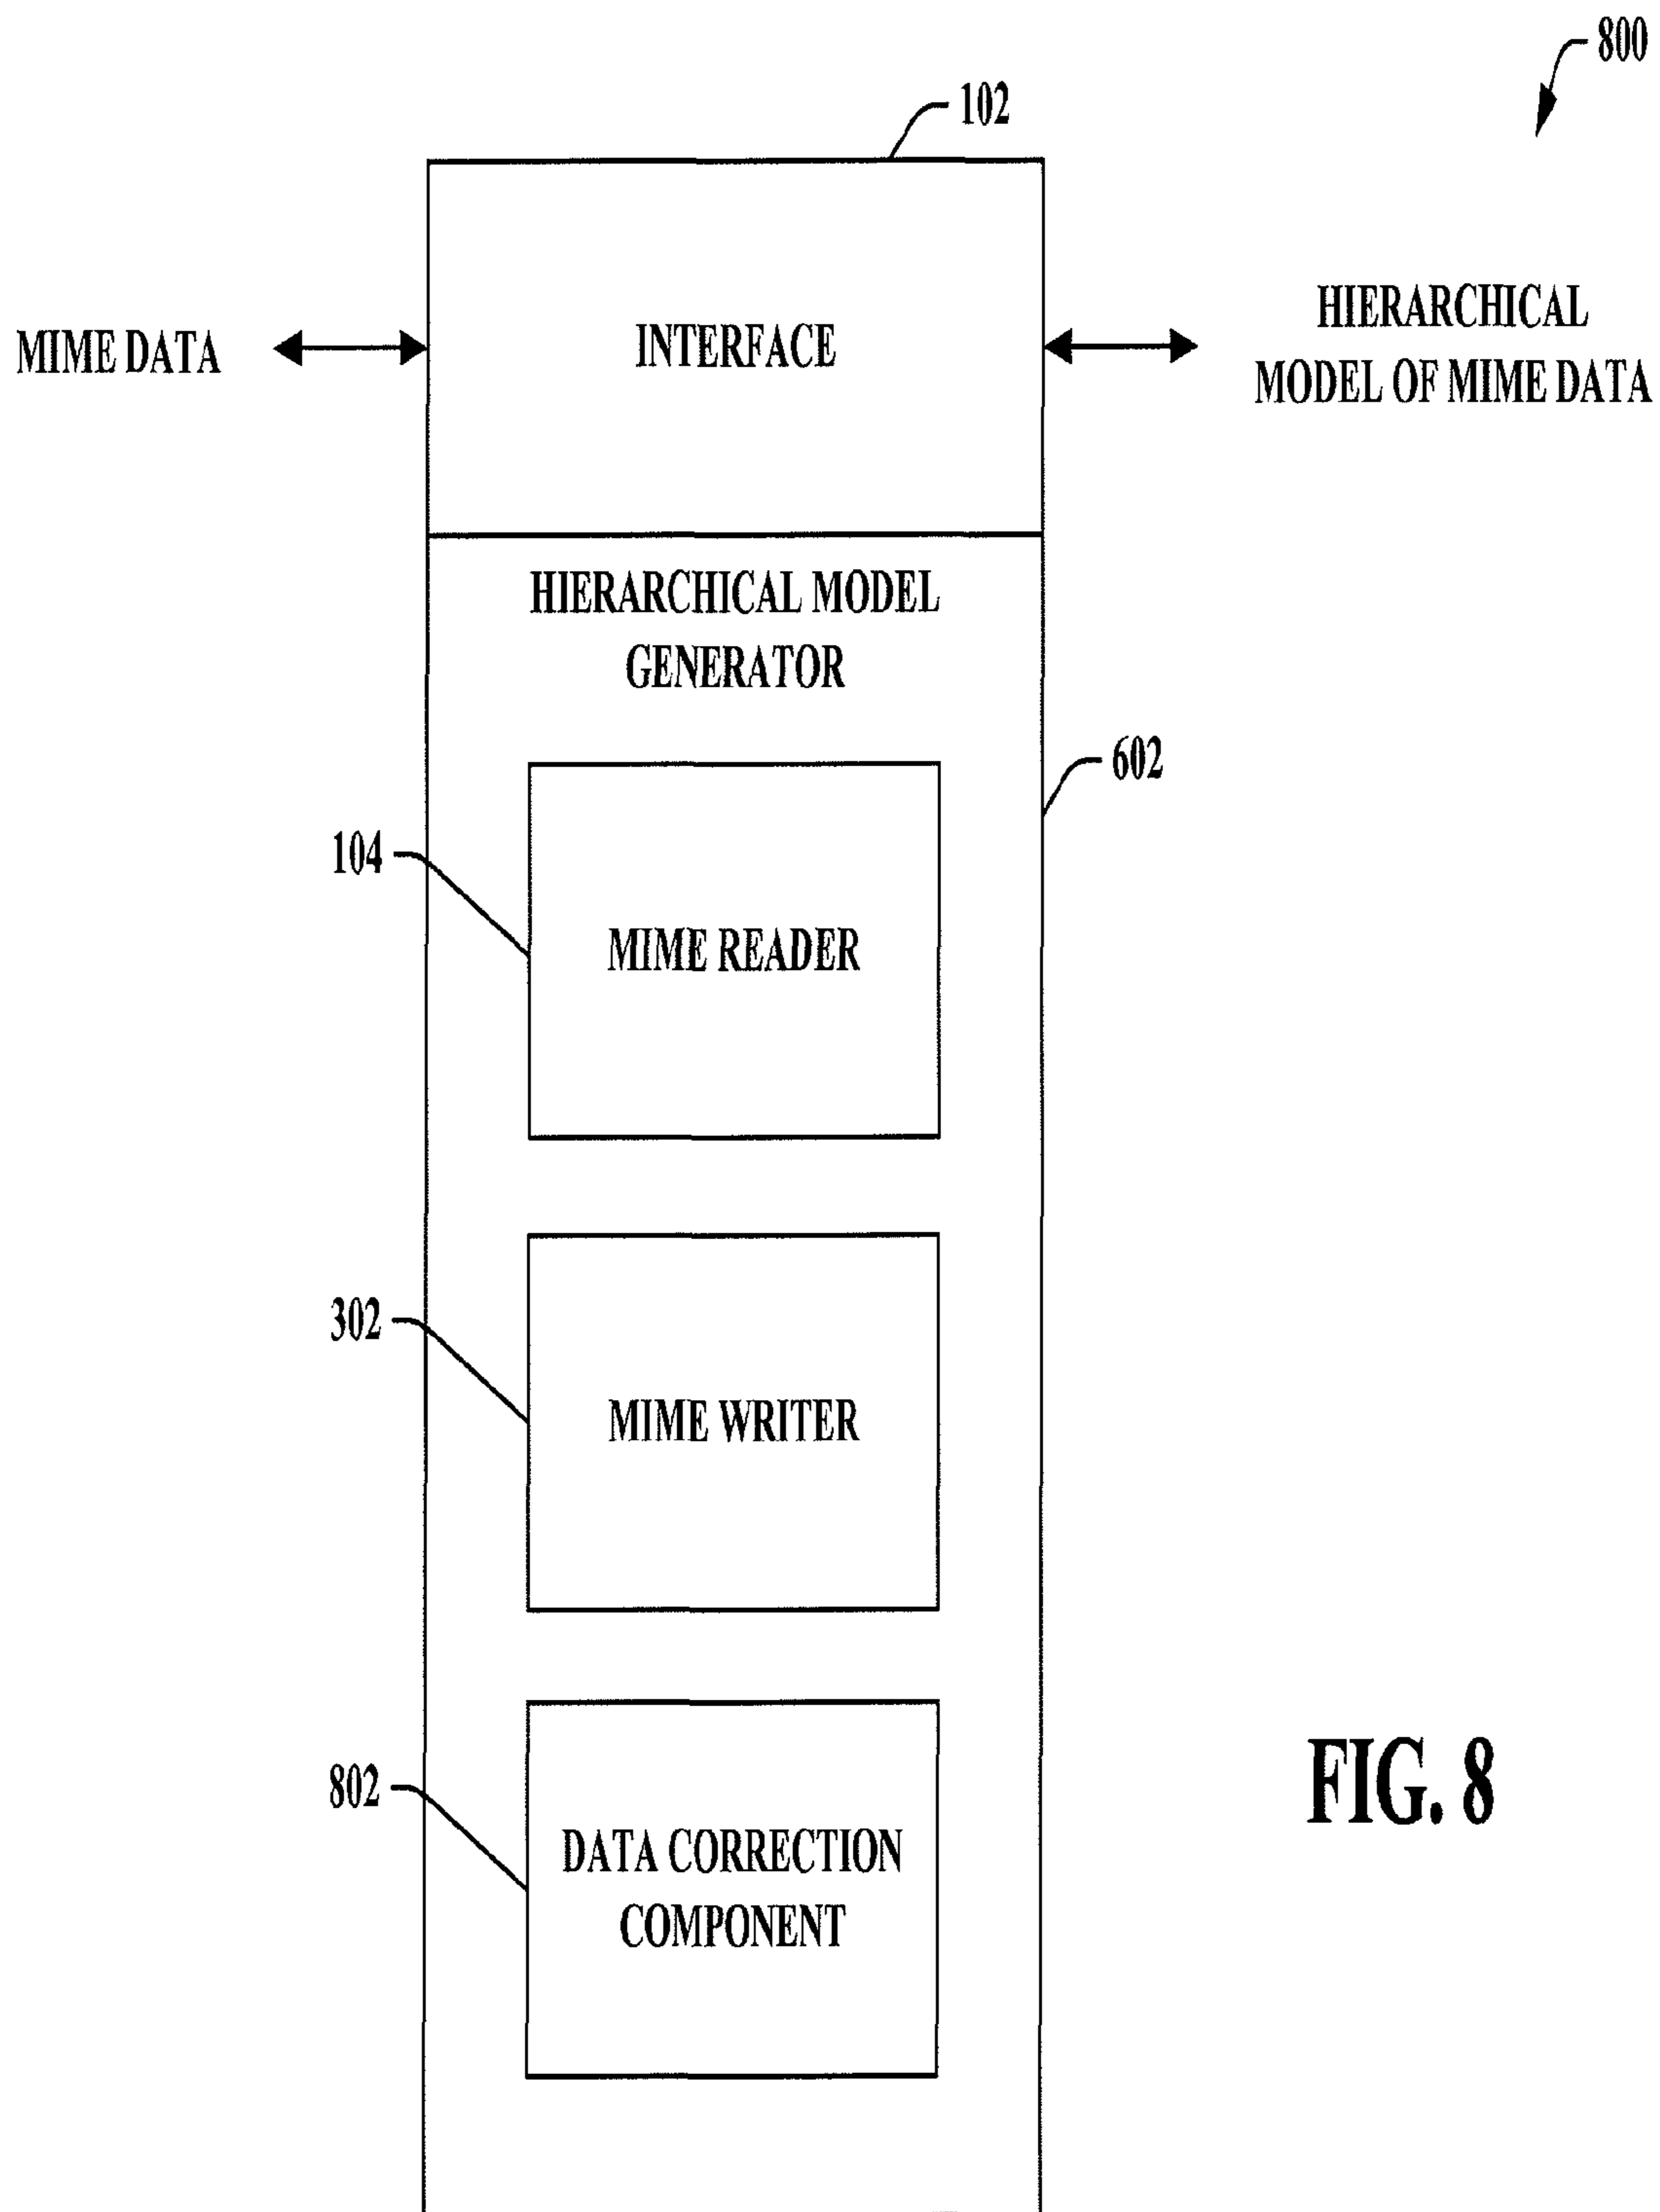 800
102
MIME DATA
INTERFACE
HIERARCHICAL
MODEL OF MIME DATA
HIERARCHICAL MODEL
GENERATOR
602
104
MIME READER
302
MIME WRITER
802
DATA CORRECTION
COMPONENT
FIG. 8